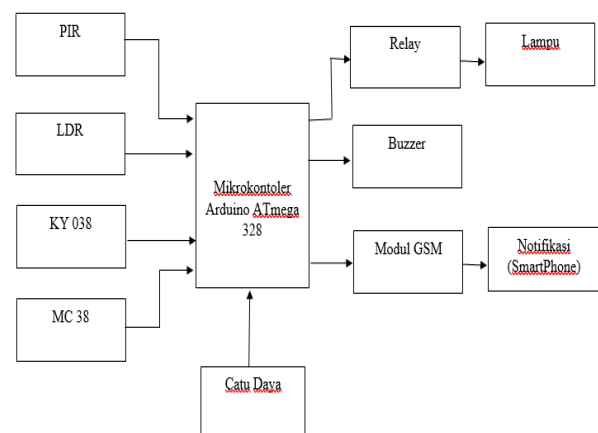 PIR
LDR
KY 038
MC 38
Mikrokontoler
Arduino ATmega
328
Catu Daya
Relay
Lampu
Buzzer
Modul GSM
Notifikasi
(SmartPhone)